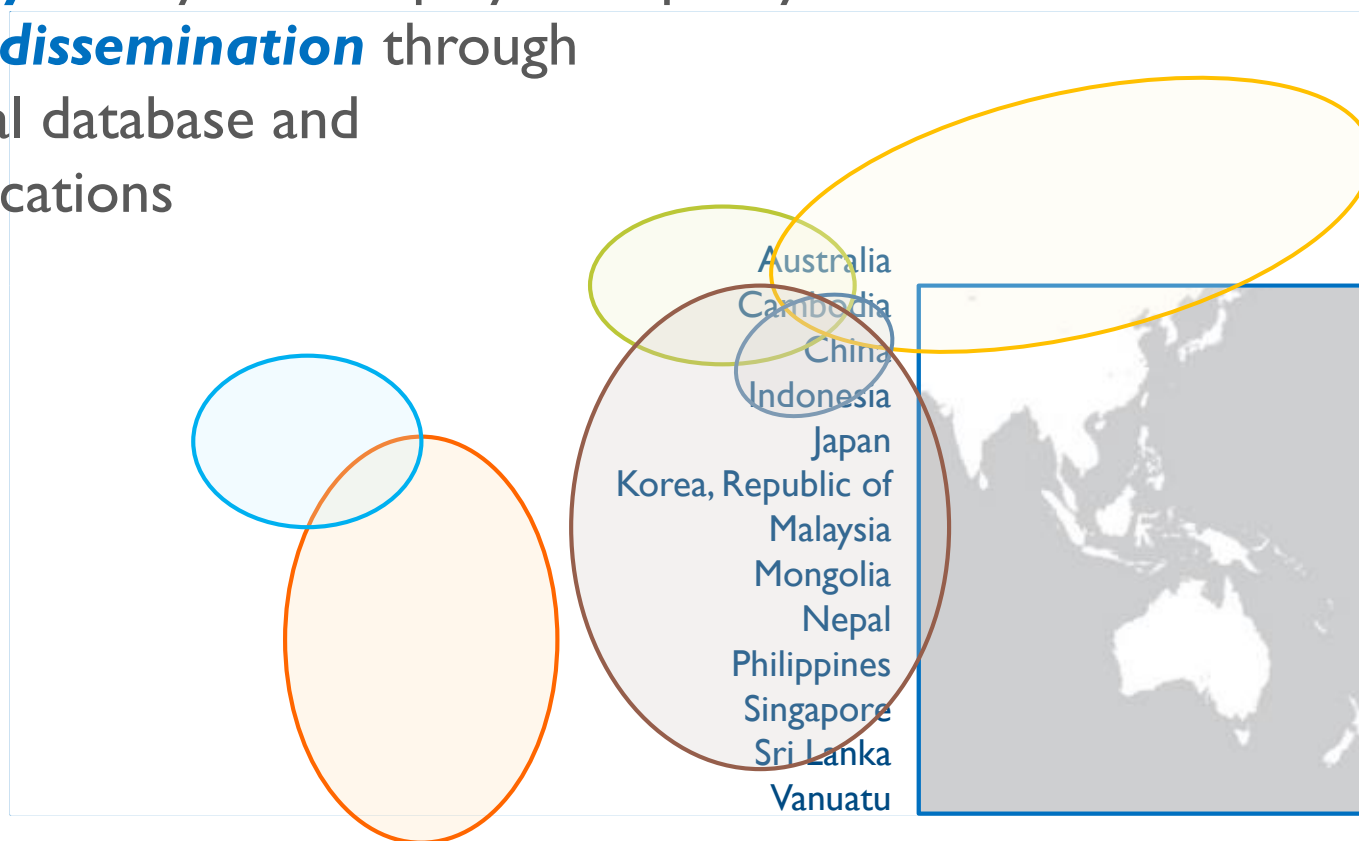 dissemination through
al database and
cations
Australia
Cambodia
China
Indonesia
Japan
Korea, Republic of
Malaysia
Mongolia
Nepal
Philippines
Singapore
Sri Lanka
Vanuatu